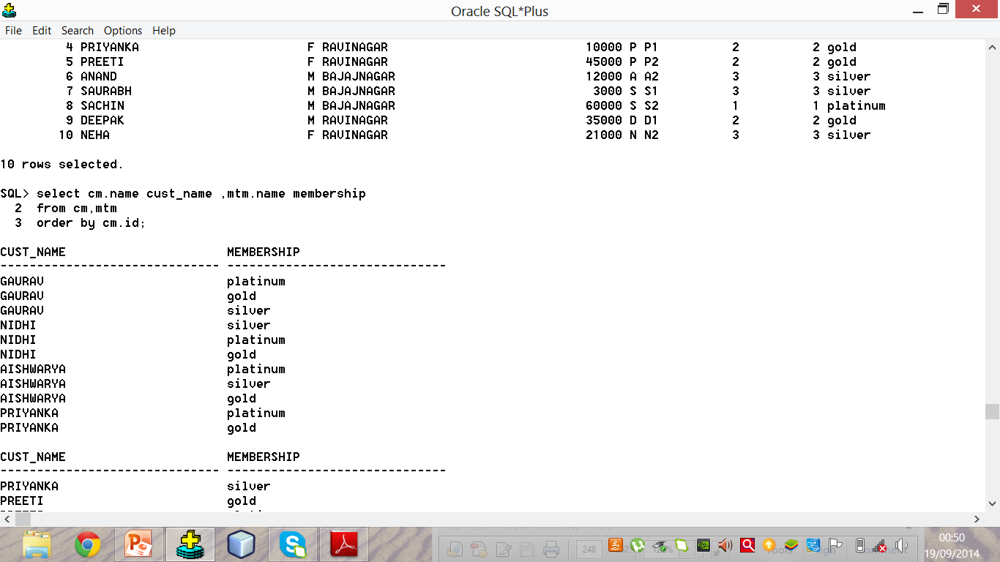 Oracle SQL*Plus
File Edit Search Options Help
4 PRIYANKA F RAVINAGAR 10000 P P1 2 2 gold
5 PREETI F RAVINAGAR 45000 P P2 2 2 gold
6 ANAND M BAJAJNAGAR 12000 A A2 3 3 silver
7 SAURABH M BAJAJNAGAR 3000 S S1 3 3 silver
8 SACHIN M BAJAJNAGAR 60000 S S2 1 1 platinum
9 DEEPAK M RAVINAGAR 35000 D D1 2 2 gold
10 NEHA F RAVINAGAR 21000 N N2 3 3 silver
10 rows selected.
SQL> select cm.name cust_name ,mtm.name membership
2 from cm,mtm
3 order by cm.id;
CUST_NAME MEMBERSHIP
------------------------------ ------------------------------
GAURAV platinum
GAURAV gold
GAURAV silver
NIDHI silver
NIDHI platinum
NIDHI gold
AISHWARYA platinum
AISHWARYA silver
AISHWARYA gold
PRIYANKA platinum
PRIYANKA gold
CUST_NAME MEMBERSHIP
------------------------------ ------------------------------
PRIYANKA silver
PREETI gold
248
00:50
19/09/2014